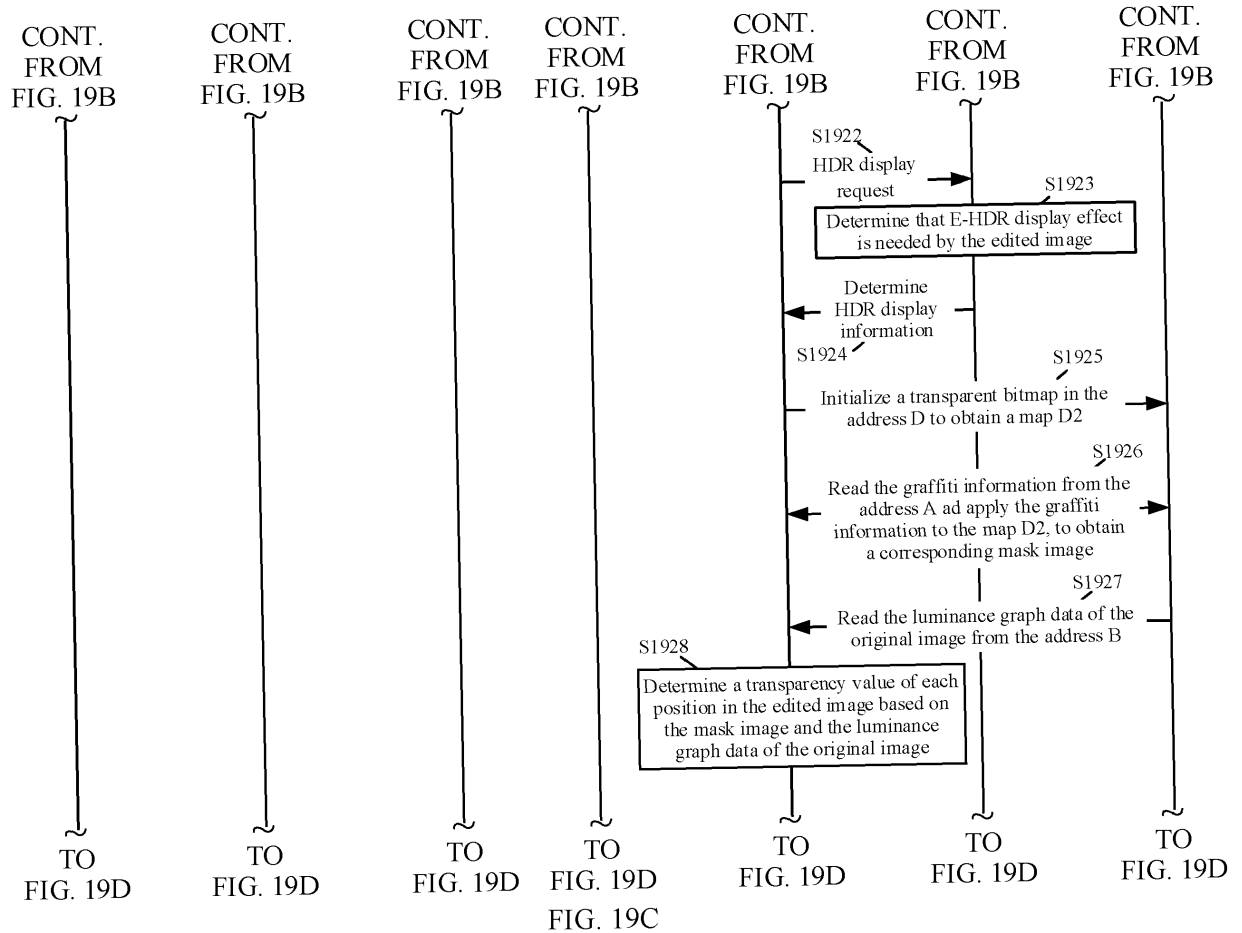 CONT.
FROM
FIG. 19B
CONT.
FROM
FIG. 19B
CONT.
FROM
FIG. 19B
CONT.
FROM
FIG. 19B
CONT.
FROM
FIG. 19B
CONT.
FROM
FIG. 19B
CONT.
FROM
FIG. 19B
S1922
HDR display
request
S1923
Determine that E-HDR display effect
is needed by the edited image
Determine
HDR display
information
S1924
S1925
Initialize a transparent bitmap in the
address D to obtain a map D2
S1926
Read the graffiti information from the
address A ad apply the graffiti
information to the map D2, to obtain
a corresponding mask image
S1927
Read the luminance graph data of the
original image from the address B
S1928
Determine a transparency value of each
position in the edited image based on
the mask image and the luminance
graph data of the original image
TO
FIG. 19D
TO
FIG. 19D
TO
FIG. 19D
TO
FIG. 19D
TO
FIG. 19D
TO
FIG. 19D
TO
FIG. 19D
FIG. 19C